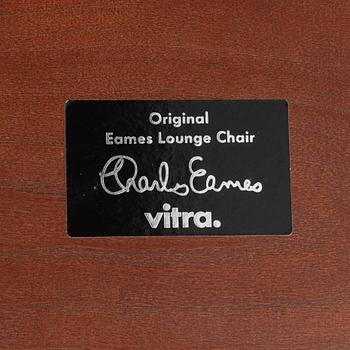 Original
Eames Lounge Chair
Charles Eames
vitra.